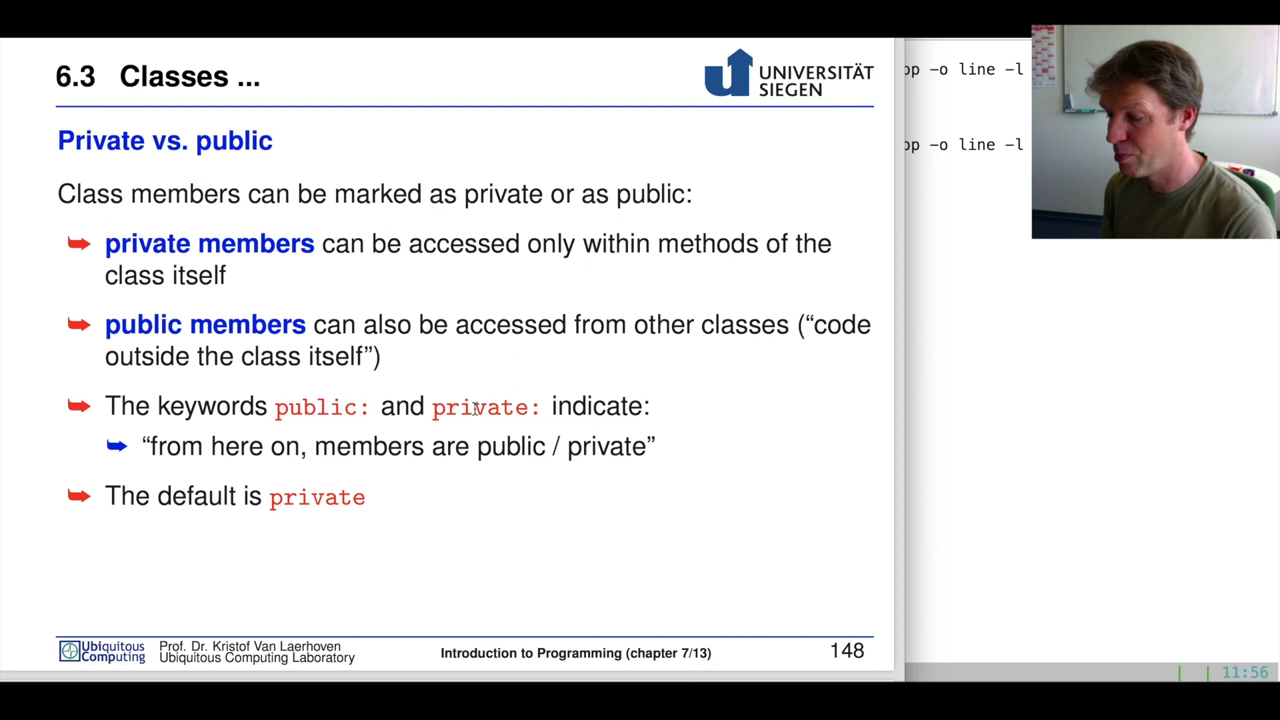 6.3 Classes ...
UNIVERSITÄT
SIEGEN
Private vs. public
Class members can be marked as private or as public:
private members can be accessed only within methods of the
class itself
public members can also be accessed from other classes (“code
outside the class itself”)
The keywords public: and private: indicate:
“from here on, members are public / private”
The default is private
Ubiquitous
Computing
Prof. Dr. Kristof Van Laerhoven
Ubiquitous Computing Laboratory
Introduction to Programming (chapter 7/13)
148
pp -o line -l
pp -o line -l
11:56